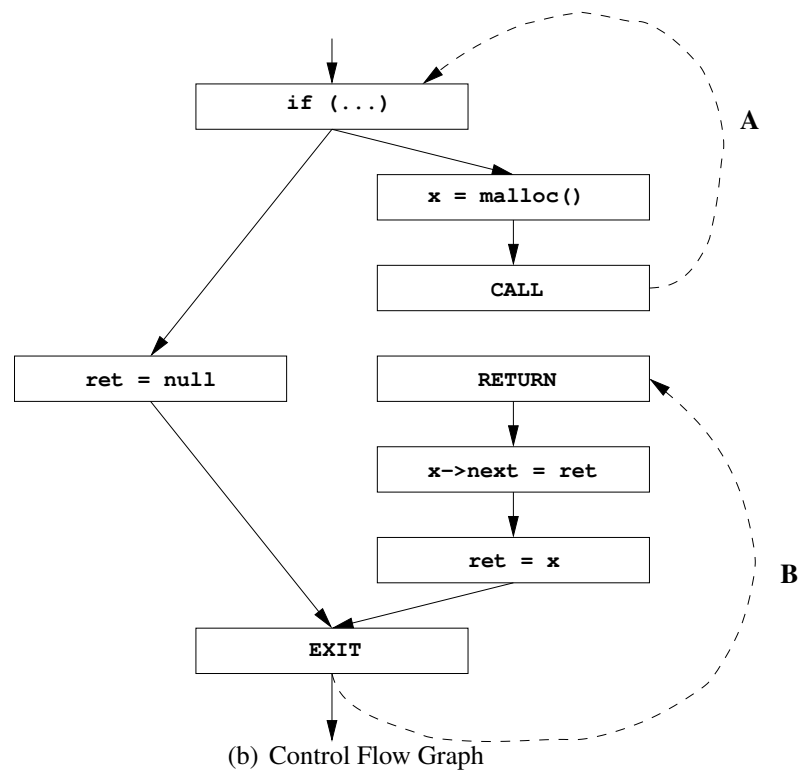 if (...)
A
x = malloc()
CALL
ret = null
RETURN
x->next = ret
ret = x
B
EXIT
(b) Control Flow Graph